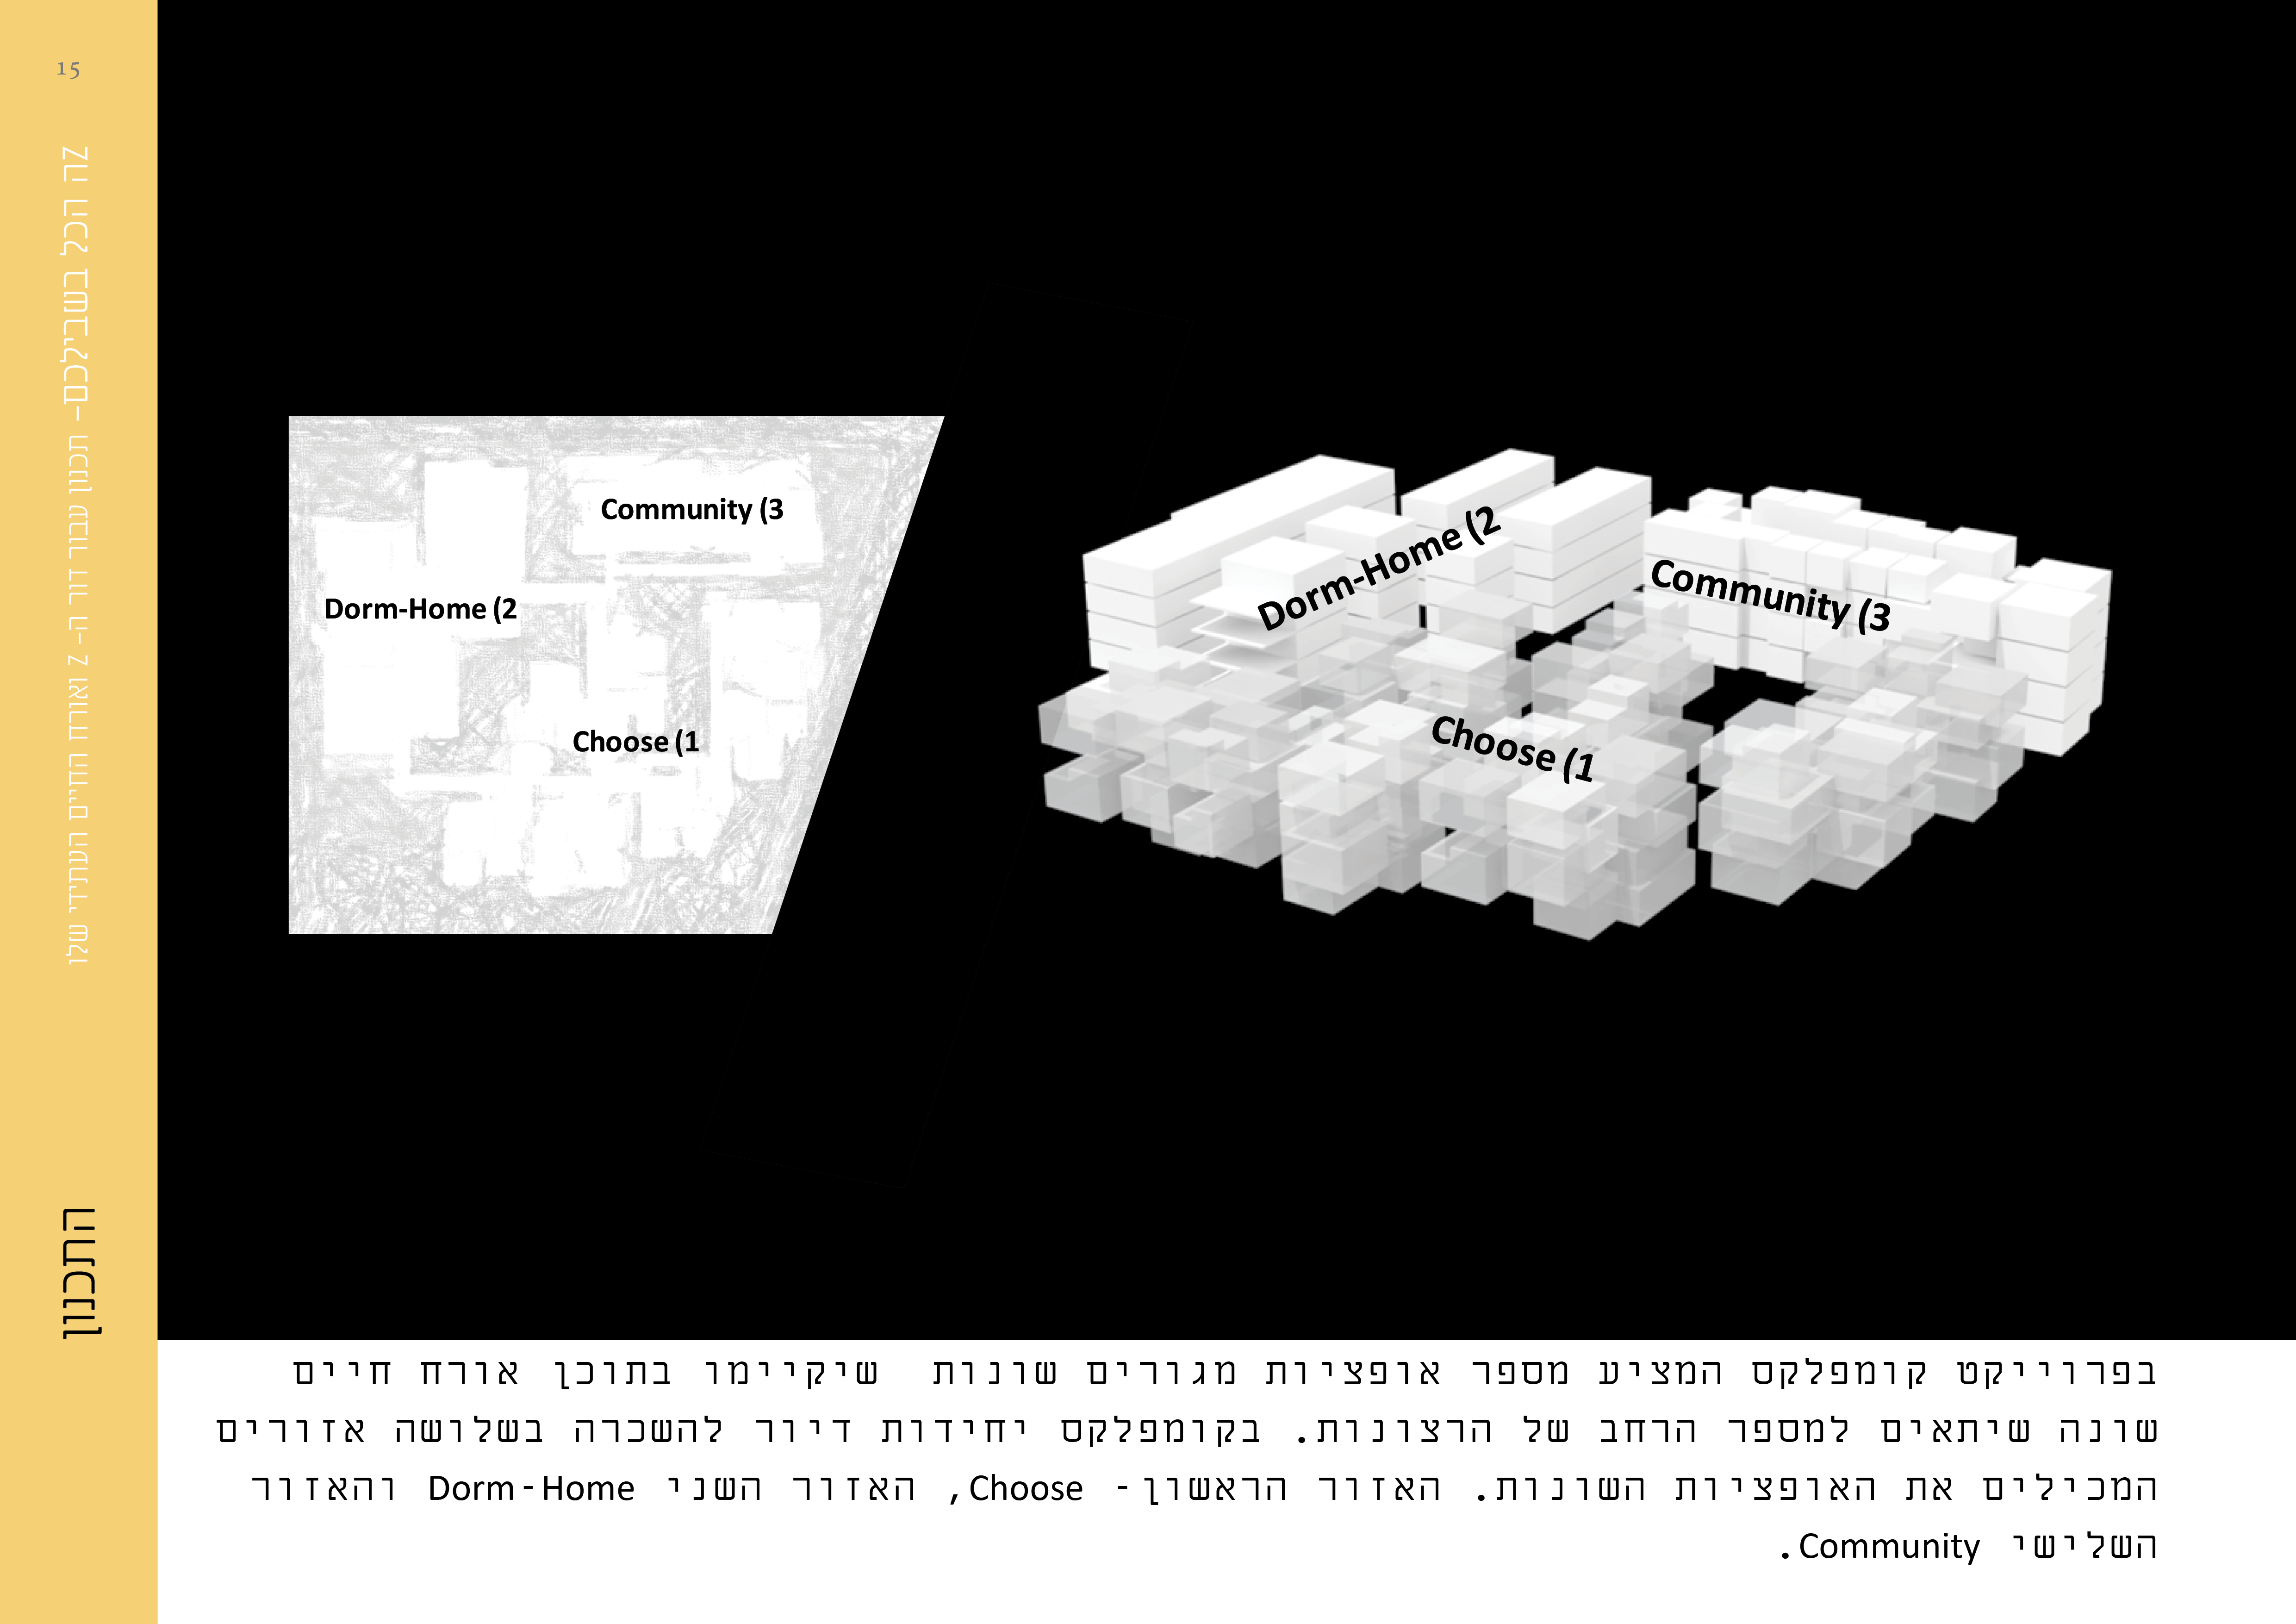 15
זה הכל בשבילכם- תכנון עבור דור ה- z ואורח החיים העתידי שלו
התכנון
Community (3
Dorm-Home (2
Choose (1
Dorm-Home (2
Community (3
Choose (1
בפרוייקט קומפלקס המציע מספר אופציות מגורים שונות שיקיימו בתוכן אורח חיים
שונה שיתאים למספר הרחב של הרצונות. בקומפלקס יחידות דיור להשכרה בשלושה אזורים
המכילים את האופציות השונות. האזור הראשון- Choose, האזור השני Dorm-Home והאזור
השלישי Community.